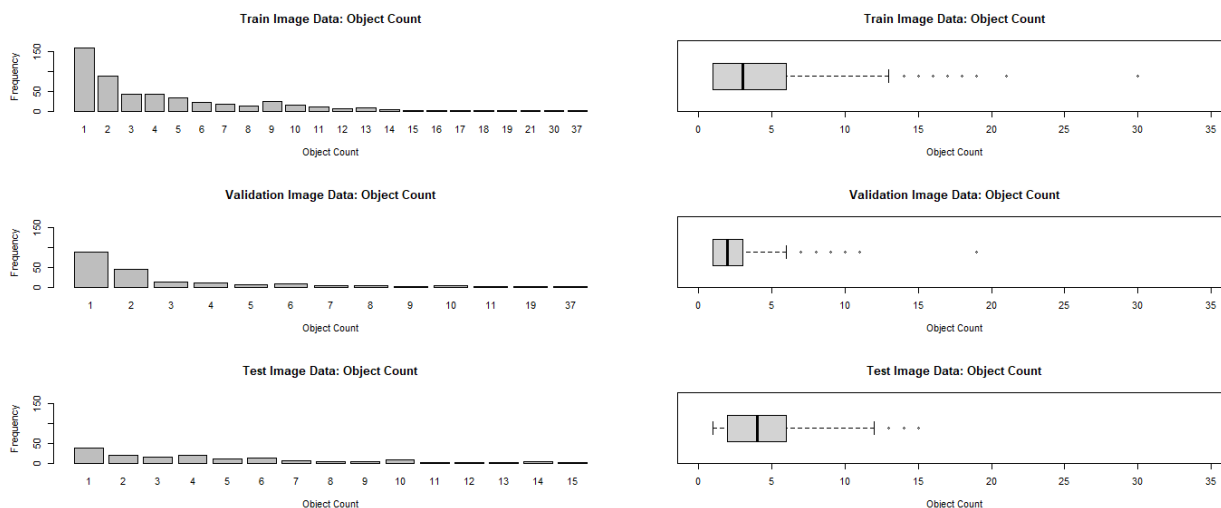 Train Image Data: Object Count
Frequency
0 50 150
1 2 3 4 5 6 7 8 9 10 11 12 13 14 15 16 17 18 19 21 30 37
Object Count
Train Image Data: Object Count
0 5 10 15 20 25 30 35
Object Count
Validation Image Data: Object Count
Frequency
0 50 150
1 2 3 4 5 6 7 8 9 10 11 19 37
Object Count
Validation Image Data: Object Count
0 5 10 15 20 25 30 35
Object Count
Test Image Data: Object Count
Frequency
0 50 150
1 2 3 4 5 6 7 8 9 10 11 12 13 14 15
Object Count
Test Image Data: Object Count
0 5 10 15 20 25 30 35
Object Count